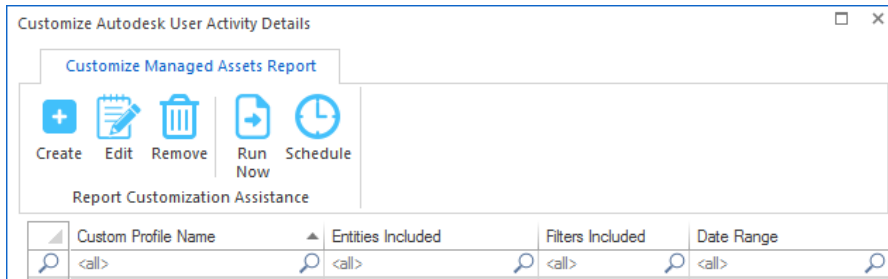 Customize Autodesk User Activity Details
Customize Managed Assets Report
Create Edit Remove Run Now Schedule
Report Customization Assistance
Custom Profile Name Entities Included Filters Included Date Range
<all> <all> <all> <all>